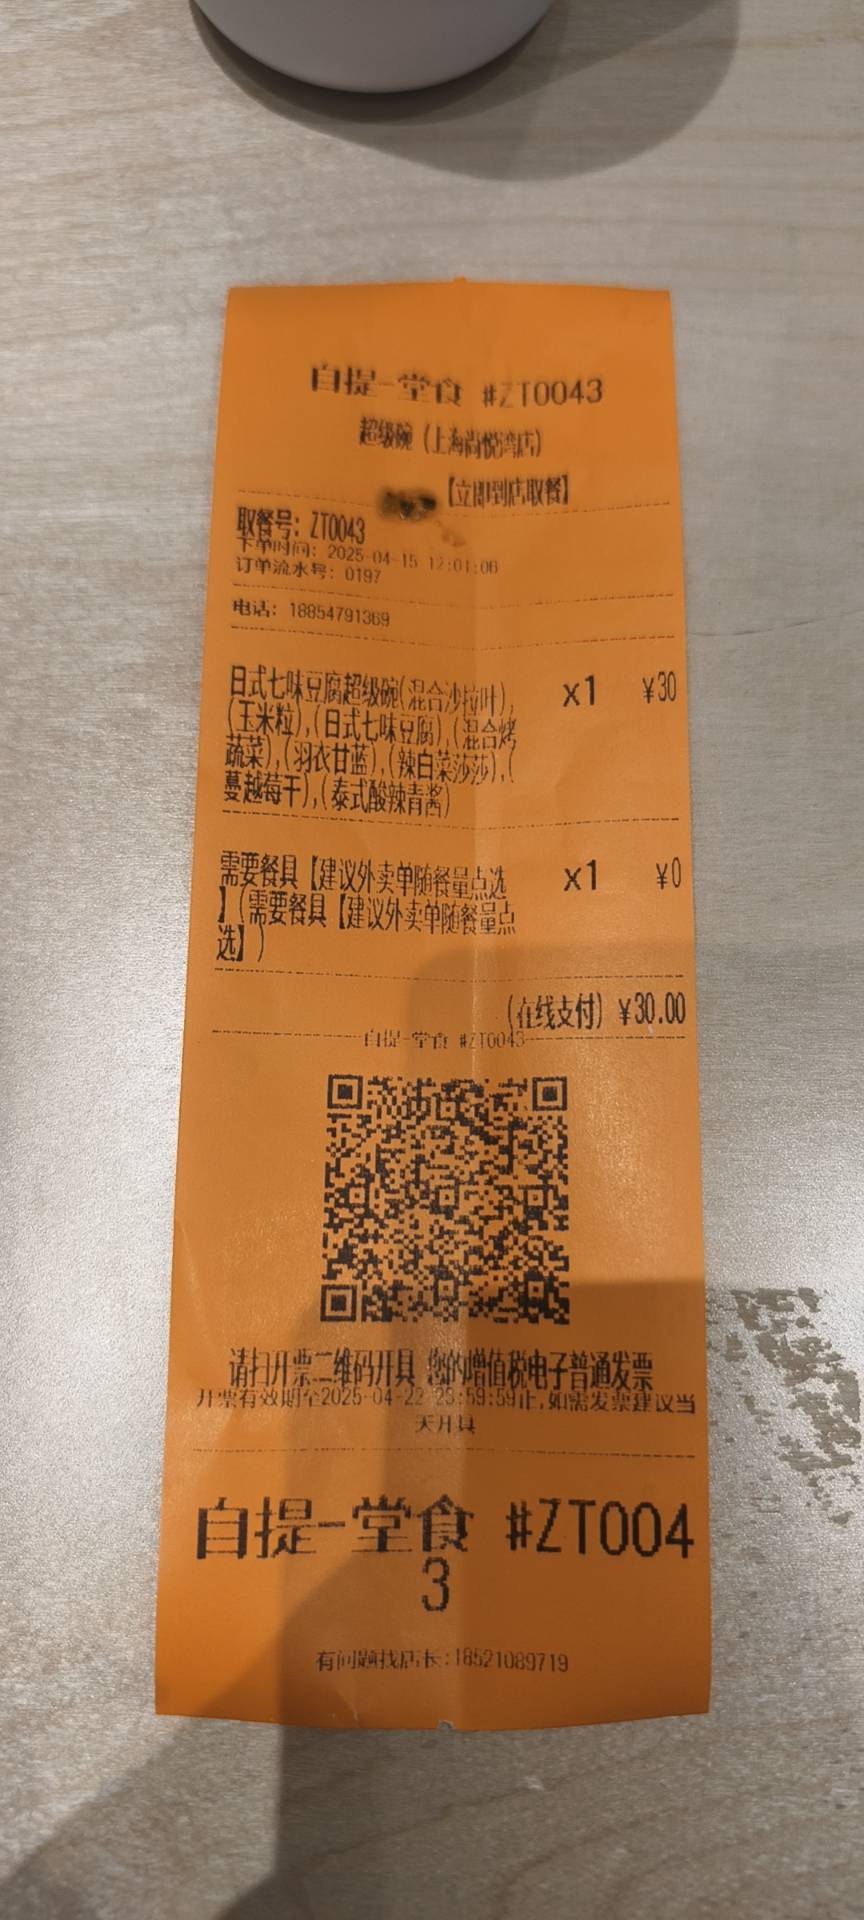 自提-堂食 #ZT0043
超级碗（上海尚悦湾店）
【立即到店取餐】
取餐号：ZT0043
下单时间：2025-04-15 12:01:06
订单流水号：0197
电话：18854791369
日式七味豆腐超级碗(混合沙拉叶), x1 ¥30
(玉米粒),(日式七味豆腐),(混合烤
蔬菜),(羽衣甘蓝),(辣白菜沙莎),(
蔓越莓干),(泰式酸辣青酱)
需要餐具【建议外卖单随餐量点选 x1 ¥0
】(需要餐具【建议外卖单随餐量点
选】)
(在线支付) ¥30.00
自提-堂食 #ZT0043
请扫开票二维码开具 您的增值税电子普通发票
开票有效期至2025-04-22 23:59:59止,如需发票建议当
天开具
自提-堂食 #ZT004
3
有问题找店长:18521089719